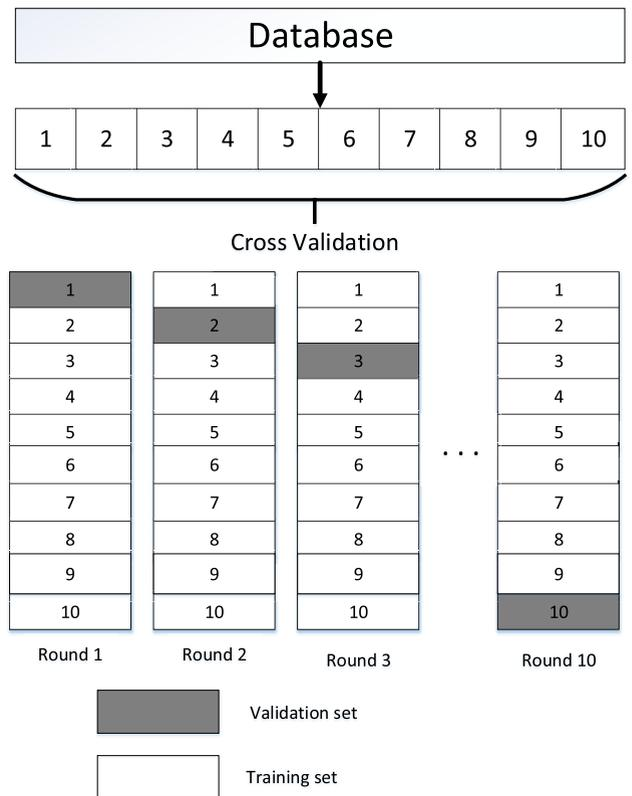 Database
1 2 3 4 5 6 7 8 9 10
Cross Validation
1 1 1 1
2 2 2 2
3 3 3 3
4 4 4 4
5 5 5 5
. . .
6 6 6 6
7 7 7 7
8 8 8 8
9 9 9 9
10 10 10 10
Round 1 Round 2 Round 3 Round 10
Validation set
Training set